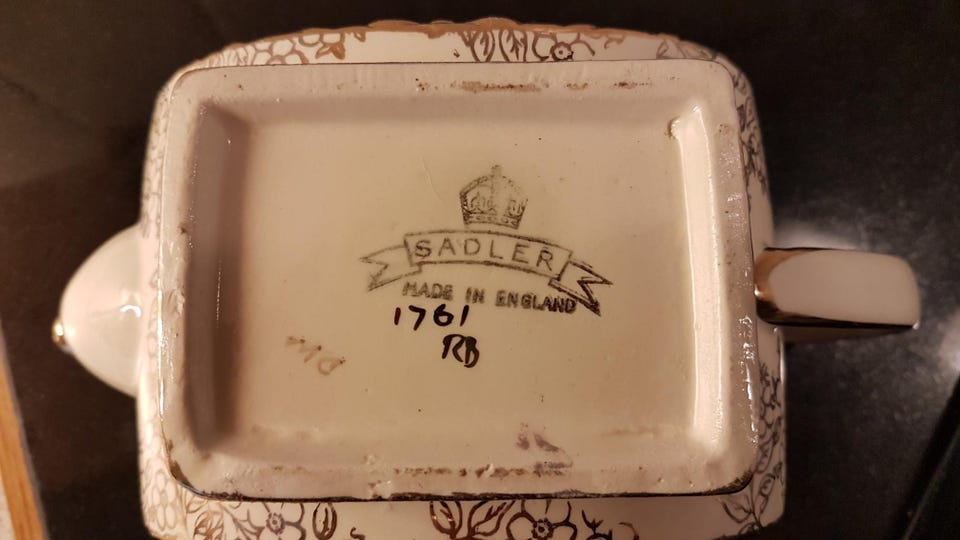 SADLER
MADE IN ENGLAND
1761
RB